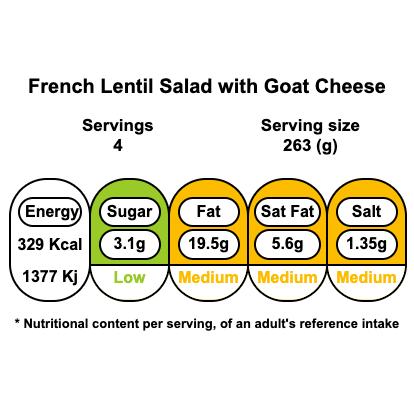 French Lentil Salad with Goat Cheese
Servings Serving size
4 263 (g)
Energy Sugar Fat Sat Fat Salt
329 Kcal 3.1g 19.5g 5.6g 1.35g
1377 Kj Low Medium Medium Medium
* Nutritional content per serving, of an adult's reference intake